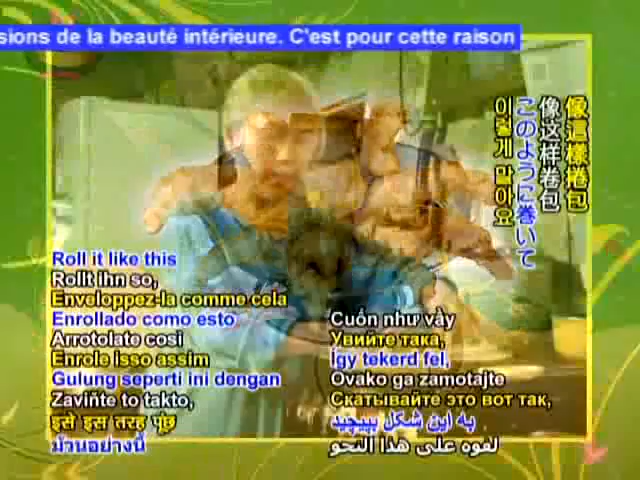 sions de la beauté intérieure. C'est pour cette raison
像這樣捲包
像这样卷包
このように巻いて
이렇게 말아요
Roll it like this
Rollt ihn so,
Enveloppez-la comme cela
Enrollado como esto
Arrotolate così
Enrole isso assim
Gulung seperti ini dengan
Zaviňte to takto,
इसे इस तरह पूंछ
ม้วนอย่างนี้
Cuốn như vầy
Увийте така,
Így tekerd fel,
Ovako ga zamotajte
Скатывайте это вот так,
به این شکل بپیچید
لفوه على هذا النحو